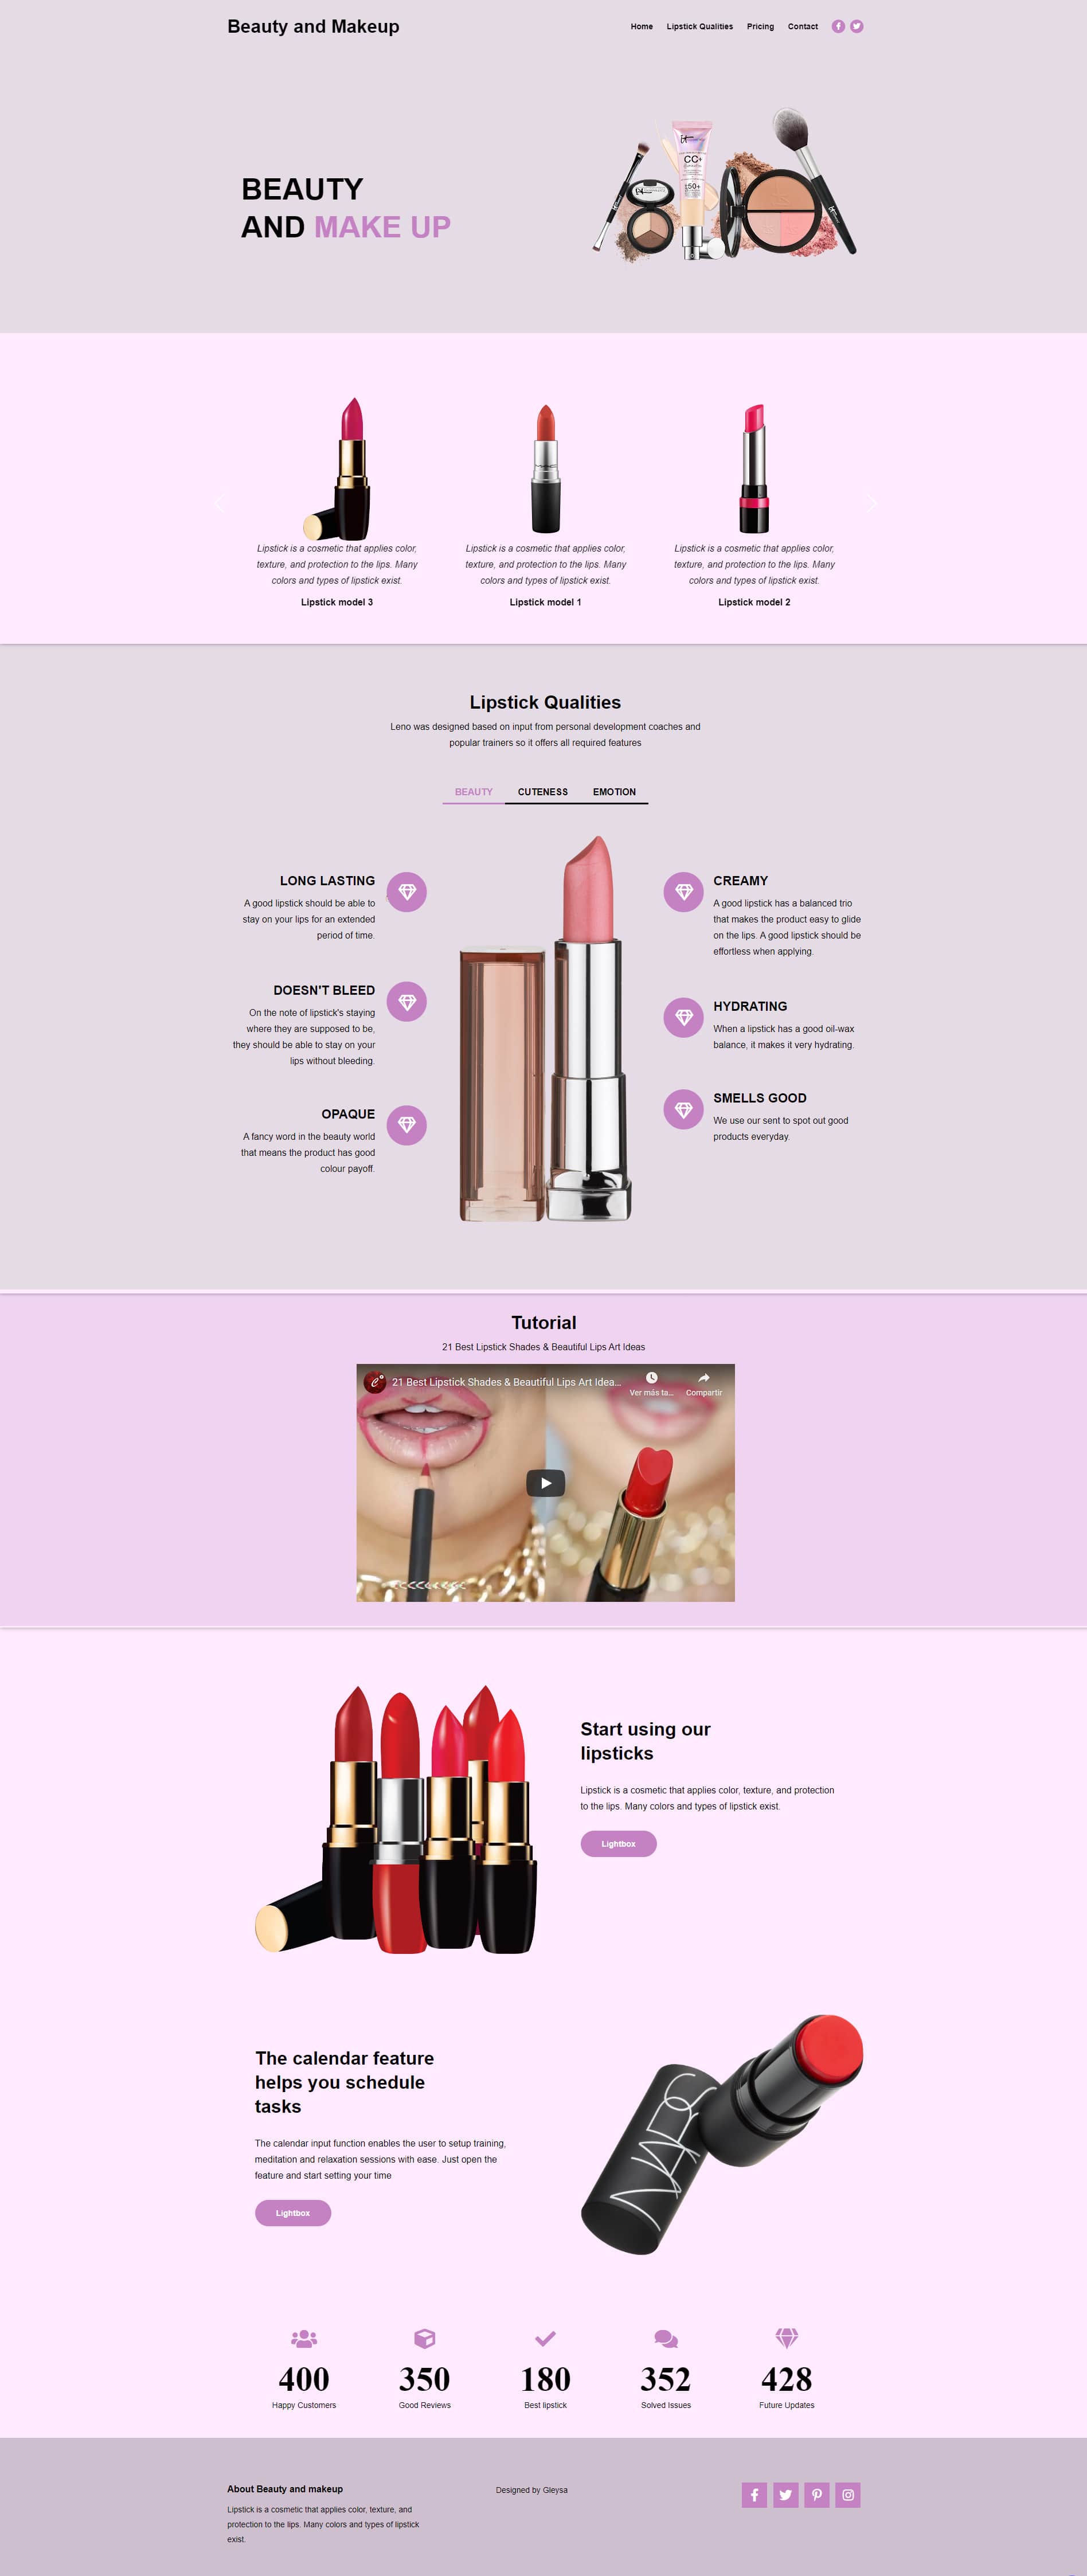 Beauty and Makeup
Home
Lipstick Qualities
Pricing
Contact
BEAUTY
AND MAKE UP
CC+
50+
Lipstick is a cosmetic that applies color,
texture, and protection to the lips. Many
colors and types of lipstick exist.
Lipstick model 3
MAC
Lipstick is a cosmetic that applies color,
texture, and protection to the lips. Many
colors and types of lipstick exist.
Lipstick model 1
Lipstick is a cosmetic that applies color,
texture, and protection to the lips. Many
colors and types of lipstick exist.
Lipstick model 2
Lipstick Qualities
Leno was designed based on input from personal development coaches and
popular trainers so it offers all required features
BEAUTY
CUTENESS
EMOTION
LONG LASTING
A good lipstick should be able to
stay on your lips for an extended
period of time.
DOESN'T BLEED
On the note of lipstick's staying
where they are supposed to be,
they should be able to stay on your
lips without bleeding.
OPAQUE
A fancy word in the beauty world
that means the product has good
colour payoff.
CREAMY
A good lipstick has a balanced trio
that makes the product easy to glide
on the lips. A good lipstick should be
effortless when applying.
HYDRATING
When a lipstick has a good oil-wax
balance, it makes it very hydrating.
SMELLS GOOD
We use our sent to spot out good
products everyday.
Tutorial
21 Best Lipstick Shades & Beautiful Lips Art Ideas
21 Best Lipstick Shades & Beautiful Lips Art Idea...
Ver más ta...
Compartir
Start using our
lipsticks
Lipstick is a cosmetic that applies color, texture, and protection
to the lips. Many colors and types of lipstick exist.
Lightbox
The calendar feature
helps you schedule
tasks
The calendar input function enables the user to setup training,
meditation and relaxation sessions with ease. Just open the
feature and start setting your time
Lightbox
NARS
400
Happy Customers
350
Good Reviews
180
Best lipstick
352
Solved Issues
428
Future Updates
About Beauty and makeup
Lipstick is a cosmetic that applies color, texture, and
protection to the lips. Many colors and types of lipstick
exist.
Designed by Gleysa